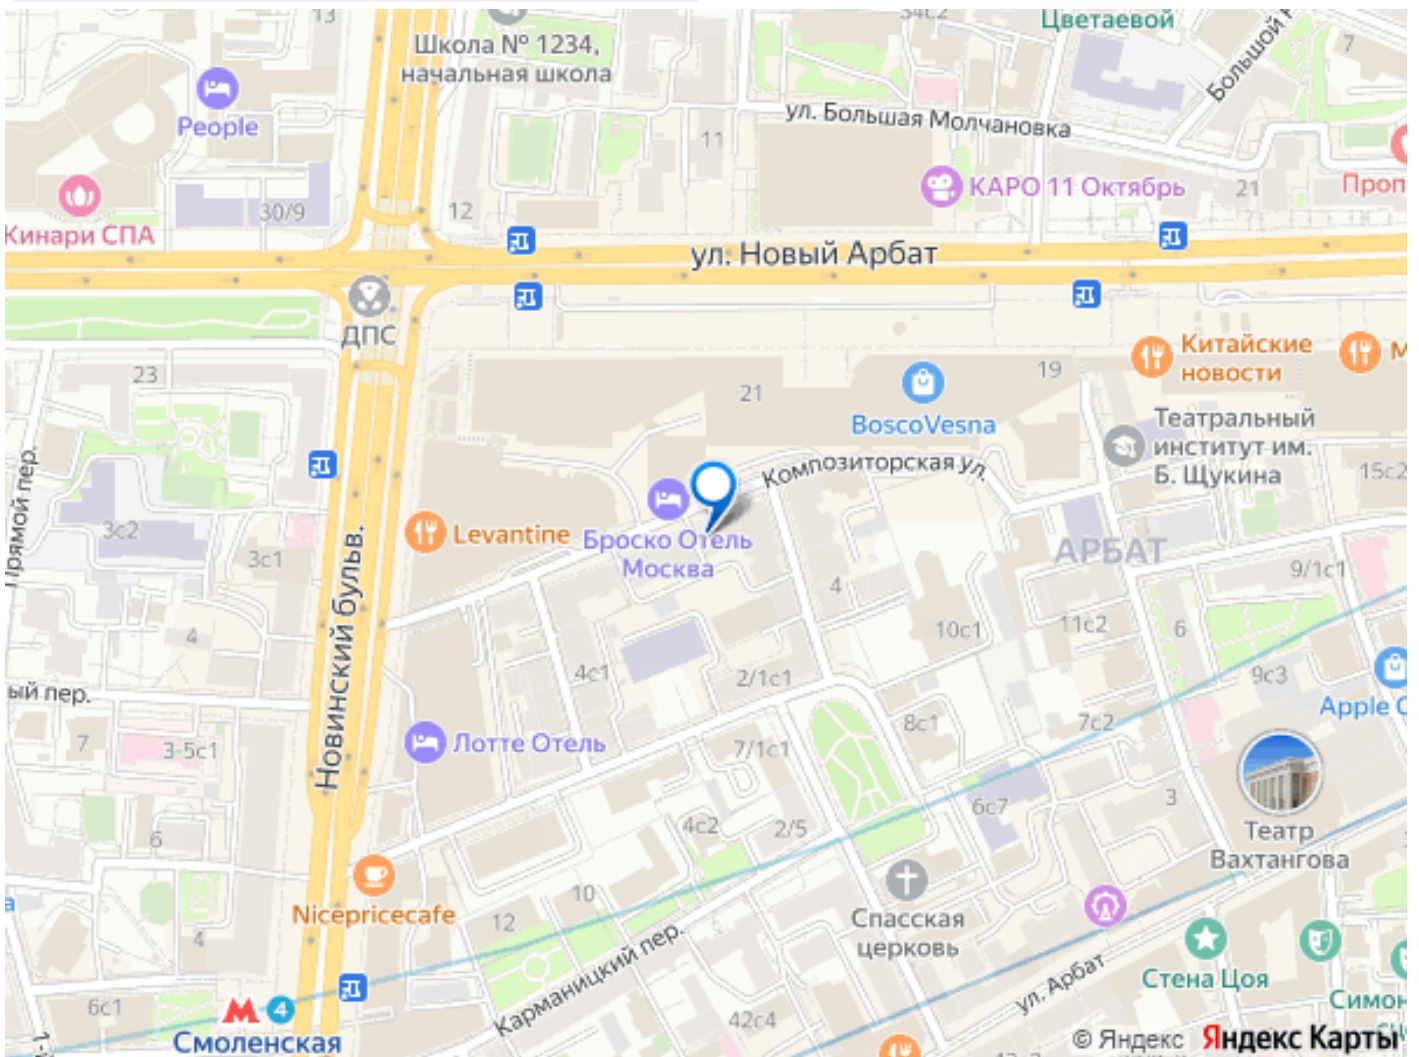 13
Школа № 1234,
начальная школа
34с2
Цветаевой
Большой
7
People
ул. Большая Молчановка
11
КАРО 11 Октябрь
21
Кинари СПА
30/9
12
ул. Новый Арбат
ДПС
23
21
19
BoscoVesna
Китайские
новости
Театральный
институт им.
Б. Щукина
15с2
Композиторская ул.
Прямой пер.
3с2
3с1
Levantine
Броско Отель
Москва
АРБАТ
9/1с1
4
4
10с1
11с2
6
Новинский бульв.
4с1
2/1с1
9с3
ый пер.
Apple
7
3-5с1
Лотте Отель
7/1с1
8с1
7с2
6
4с2
2/5
6с7
3
Театр
Вахтангова
Nicepricecafe
10
12
Спасская
церковь
4
Карманицкий пер.
ул. Арбат
Стена Цоя
6с1
4
42с4
Смоленская
© Яндекс Яндекс Карты